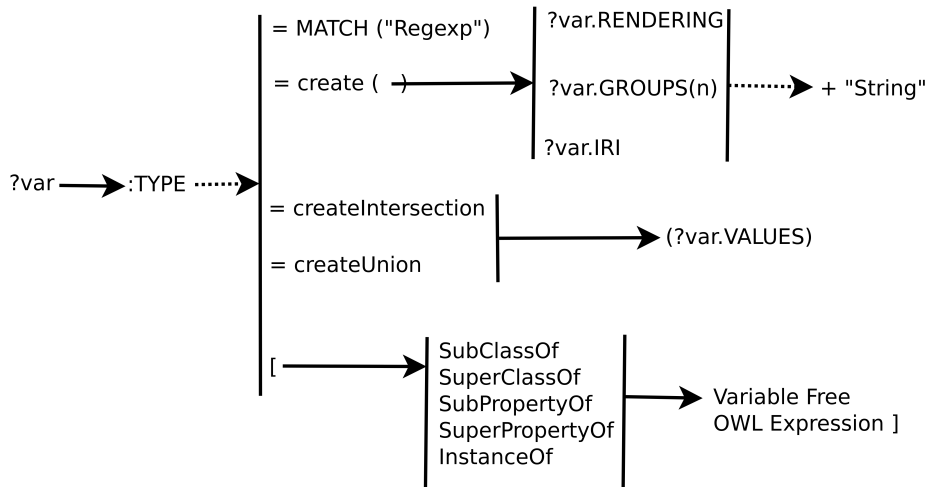 ?var
:TYPE
= MATCH ("Regexp")
= create (   )
?var.RENDERING
?var.GROUPS(n)
?var.IRI
+ "String"
= createIntersection
= createUnion
(?var.VALUES)
[
SubClassOf
SuperClassOf
SubPropertyOf
SuperPropertyOf
InstanceOf
Variable Free
OWL Expression ]